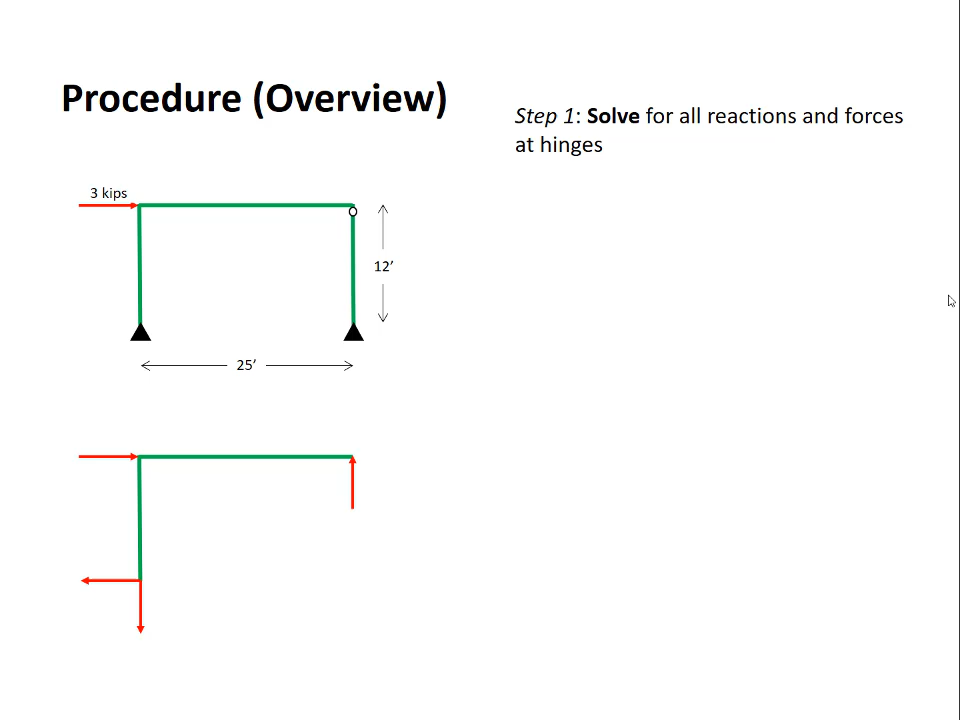 Procedure (Overview)
Step 1: Solve for all reactions and forces
at hinges
3 kips
12’
25’